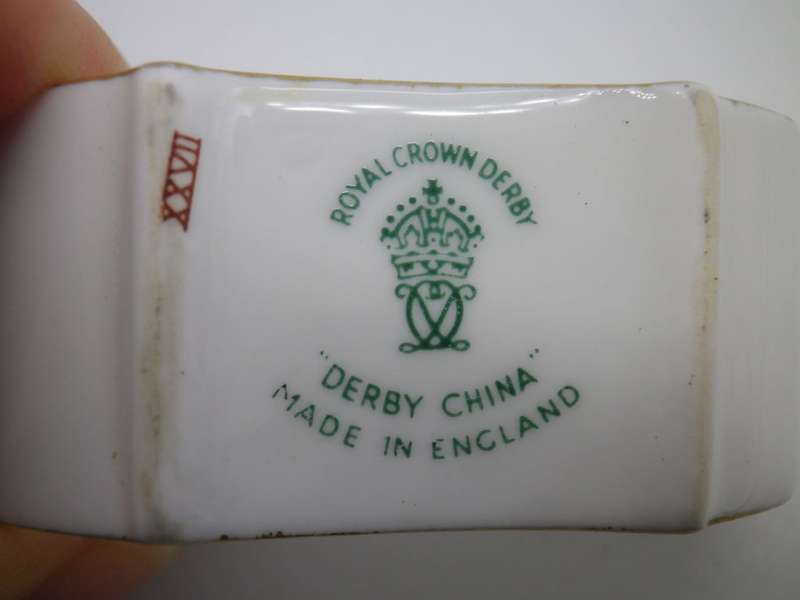 XXVII
ROYAL CROWN DERBY
"DERBY CHINA"
MADE IN ENGLAND